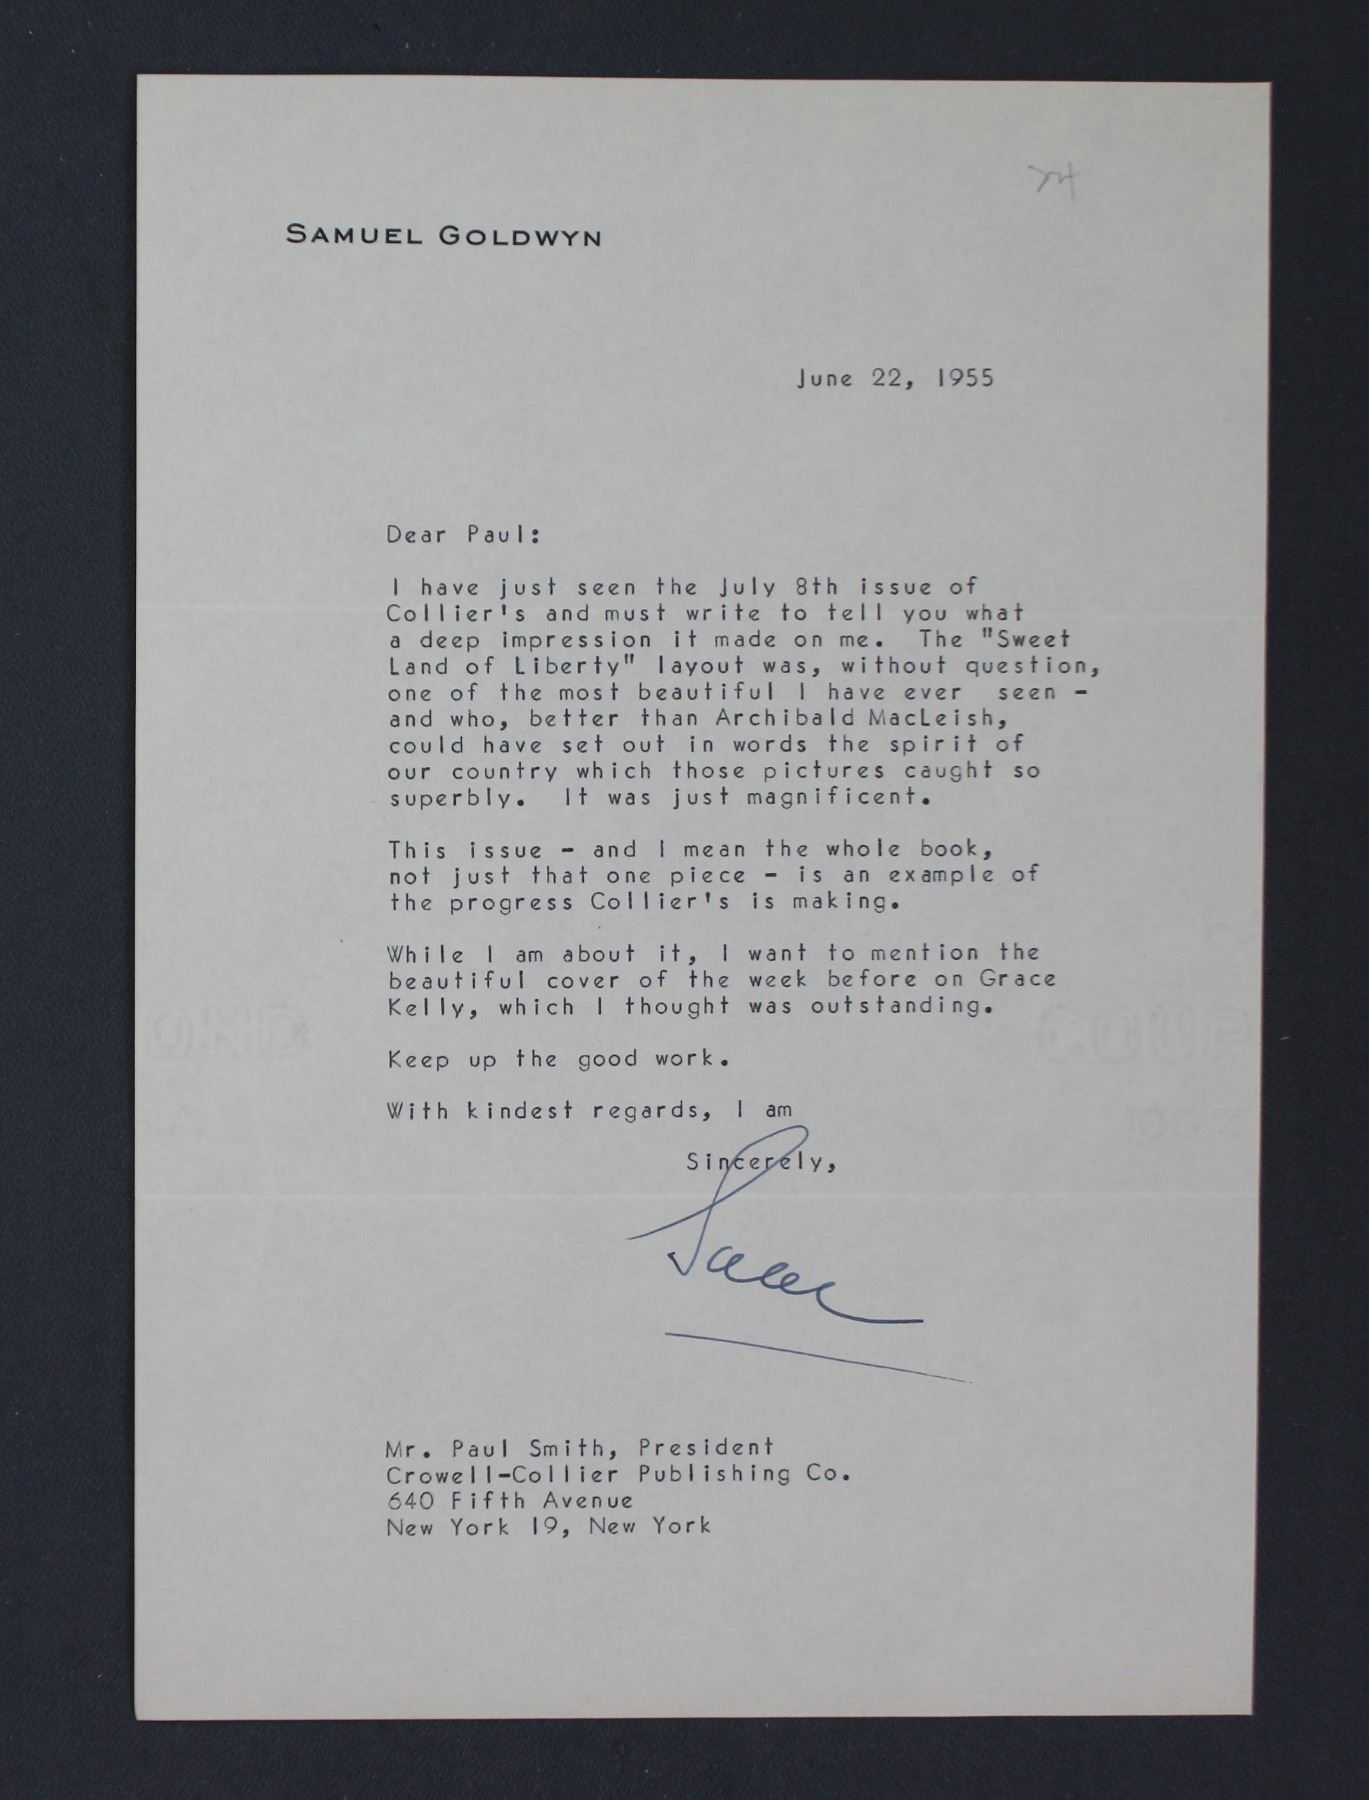 SAMUEL GOLDWYN
June 22, 1955
Dear Paul:
I have just seen the July 8th issue of
Collier's and must write to tell you what
a deep impression it made on me. The "Sweet
Land of Liberty" layout was, without question,
one of the most beautiful I have ever seen -
and who, better than Archibald MacLeish,
could have set out in words the spirit of
our country which those pictures caught so
superbly. It was just magnificent.
This issue - and I mean the whole book,
not just that one piece - is an example of
the progress Collier's is making.
While I am about it, I want to mention the
beautiful cover of the week before on Grace
Kelly, which I thought was outstanding.
Keep up the good work.
With kindest regards, I am
Sincerely,
Sam
Mr. Paul Smith, President
Crowell-Collier Publishing Co.
640 Fifth Avenue
New York 19, New York